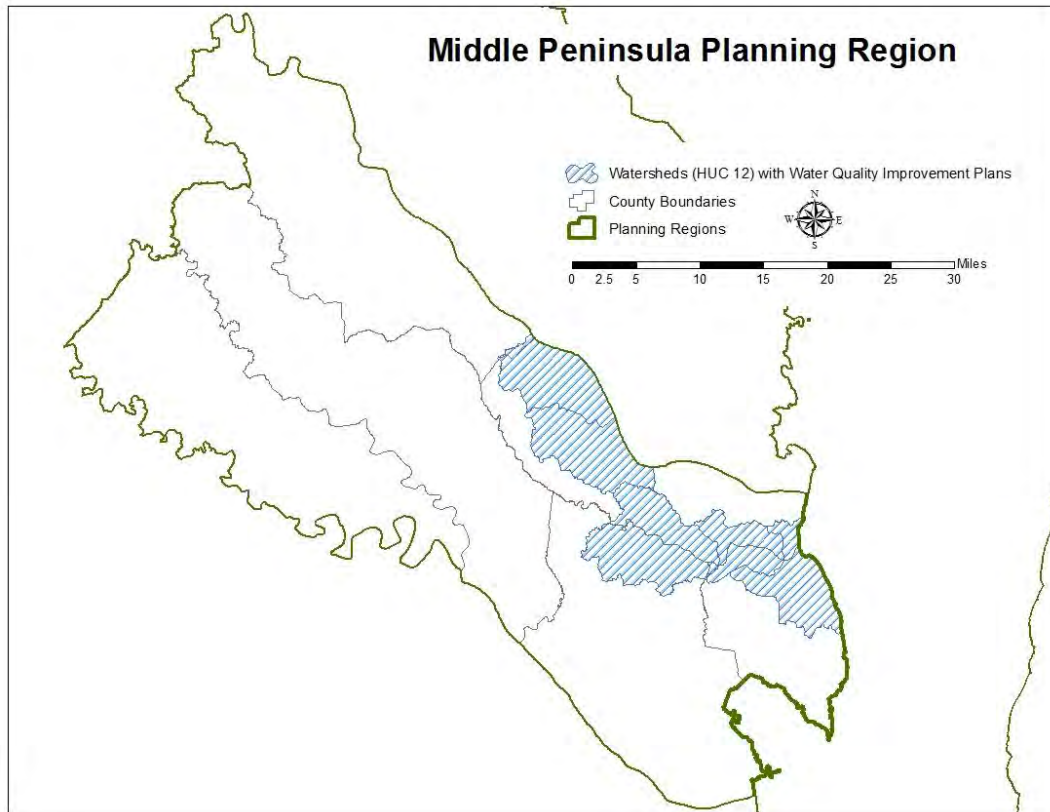 Middle Peninsula Planning Region
Watersheds (HUC 12) with Water Quality Improvement Plans
County Boundaries
Planning Regions
N
W E
S
Miles
0 2.5 5 10 15 20 25 30